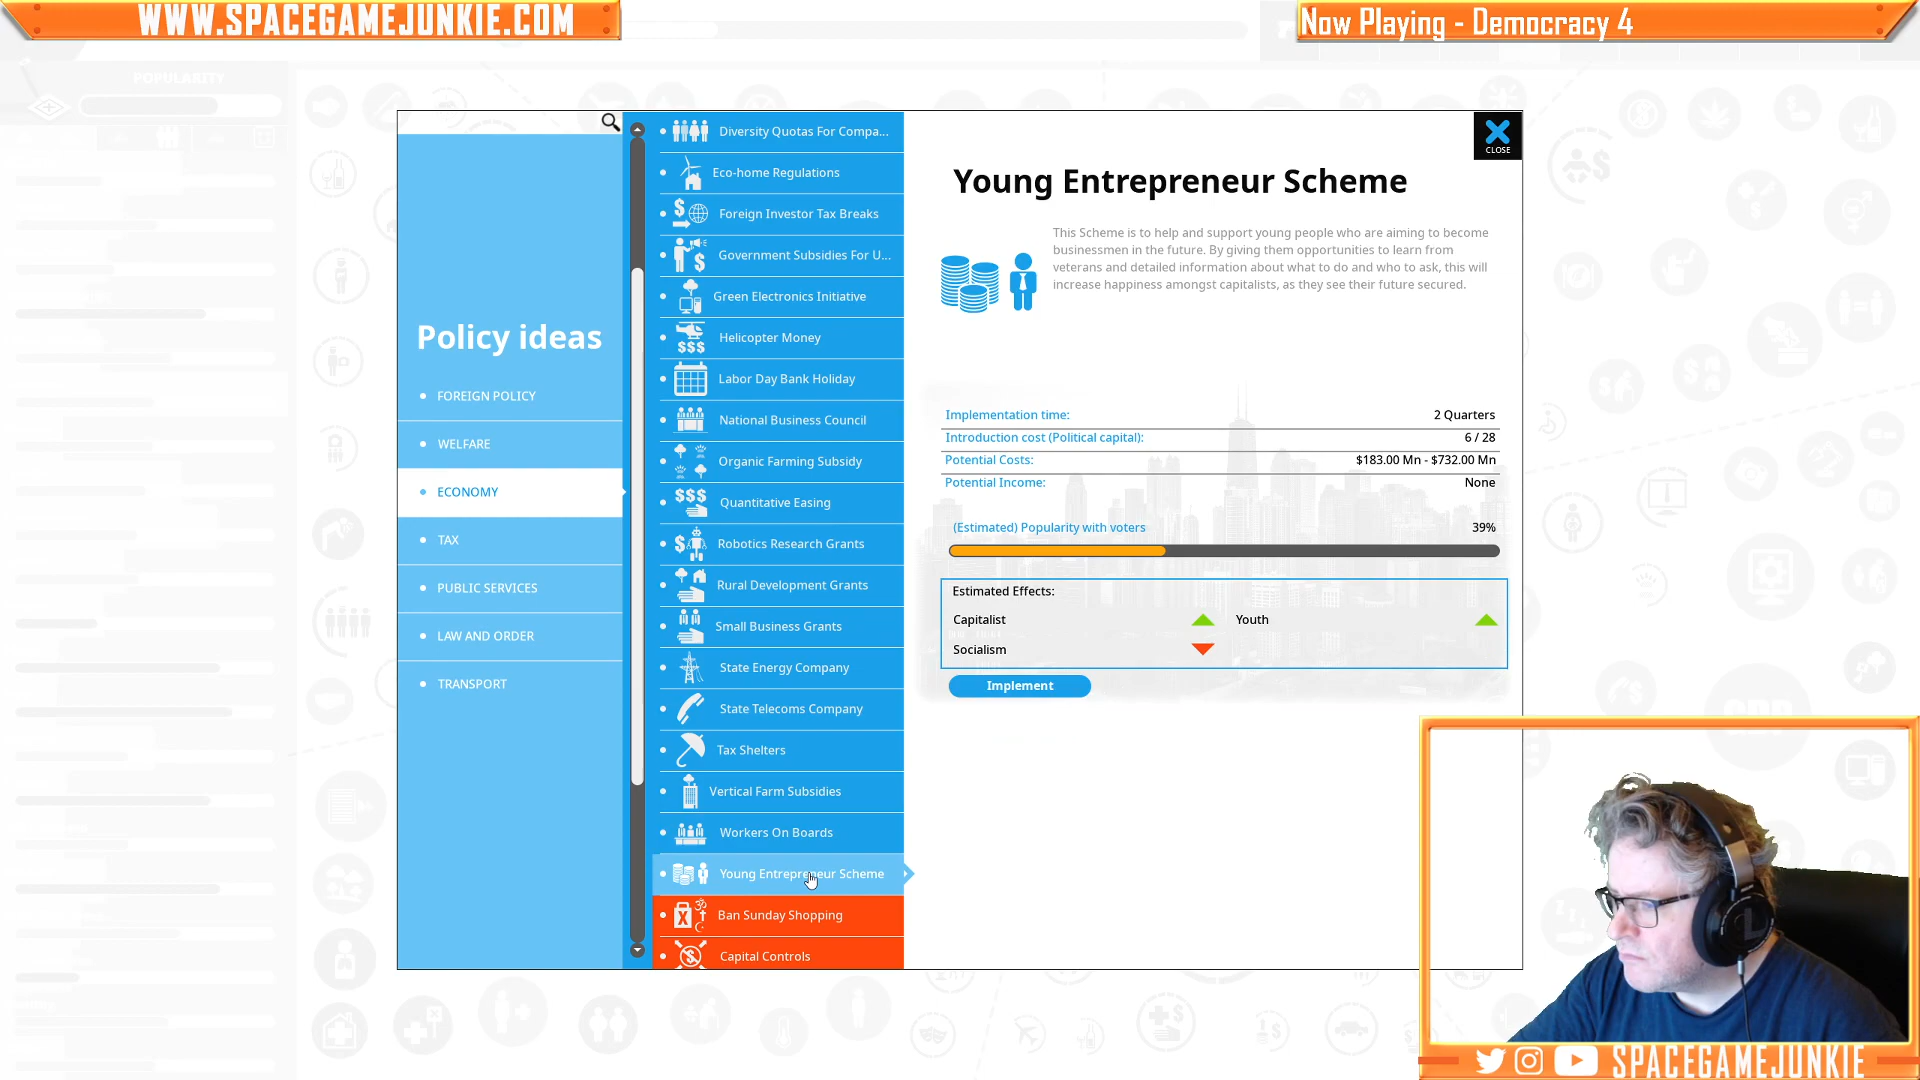 WWW.SPACEGAMEJUNKIE.COM
Now Playing - Democracy 4
POPULARITY
CLOSE
Policy ideas
FOREIGN POLICY
WELFARE
ECONOMY
TAX
PUBLIC SERVICES
LAW AND ORDER
TRANSPORT
Diversity Quotas For Compa...
Eco-home Regulations
Foreign Investor Tax Breaks
Government Subsidies For U...
Green Electronics Initiative
Helicopter Money
Labor Day Bank Holiday
National Business Council
Organic Farming Subsidy
Quantitative Easing
Robotics Research Grants
Rural Development Grants
Small Business Grants
State Energy Company
State Telecoms Company
Tax Shelters
Vertical Farm Subsidies
Workers On Boards
Young Entrepreneur Scheme
Ban Sunday Shopping
Capital Controls
Young Entrepreneur Scheme
This Scheme is to help and support young people who are aiming to become
businessmen in the future. By giving them opportunities to learn from
veterans and detailed information about what to do and who to ask, this will
increase happiness amongst capitalists, as they see their future secured.
Implementation time: 2 Quarters
Introduction cost (Political capital): 6 / 28
Potential Costs: $183.00 Mn - $732.00 Mn
Potential Income: None
(Estimated) Popularity with voters 39%
Estimated Effects:
Capitalist Youth
Socialism
Implement
SPACEGAMEJUNKIE